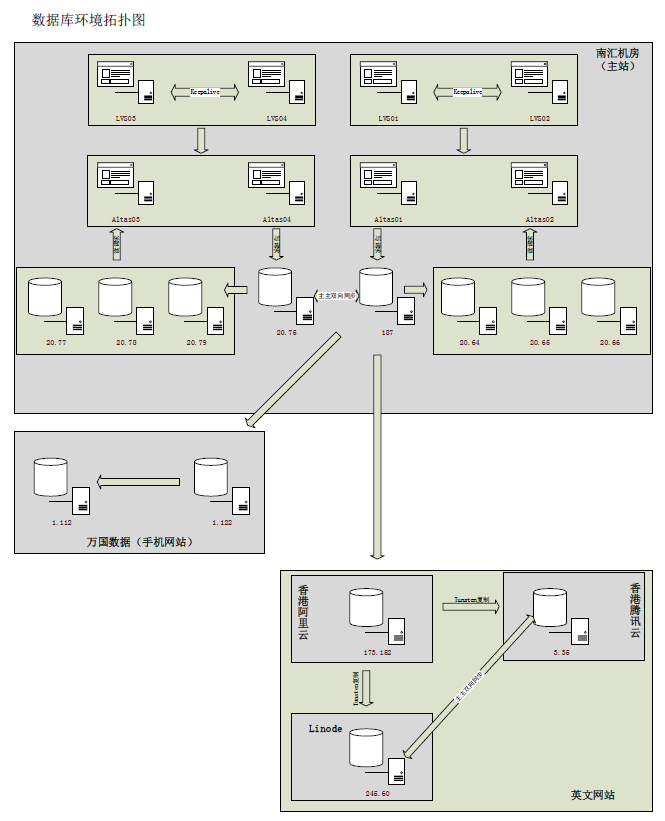 数据库环境拓扑图
南汇机房
（主站）
Keepalive
Keepalive
LVS03
LVS04
LVS01
LVS02
Altas03
Altas04
Altas01
Altas02
主主双向同步
20.77
20.78
20.79
20.76
187
20.64
20.65
20.66
1.112
1.122
万国数据（手机网站）
香港阿里云
173.152
Tunsten复制
香港腾讯云
3.36
Tunsten复制
主主双向同步
Linode
246.60
英文网站